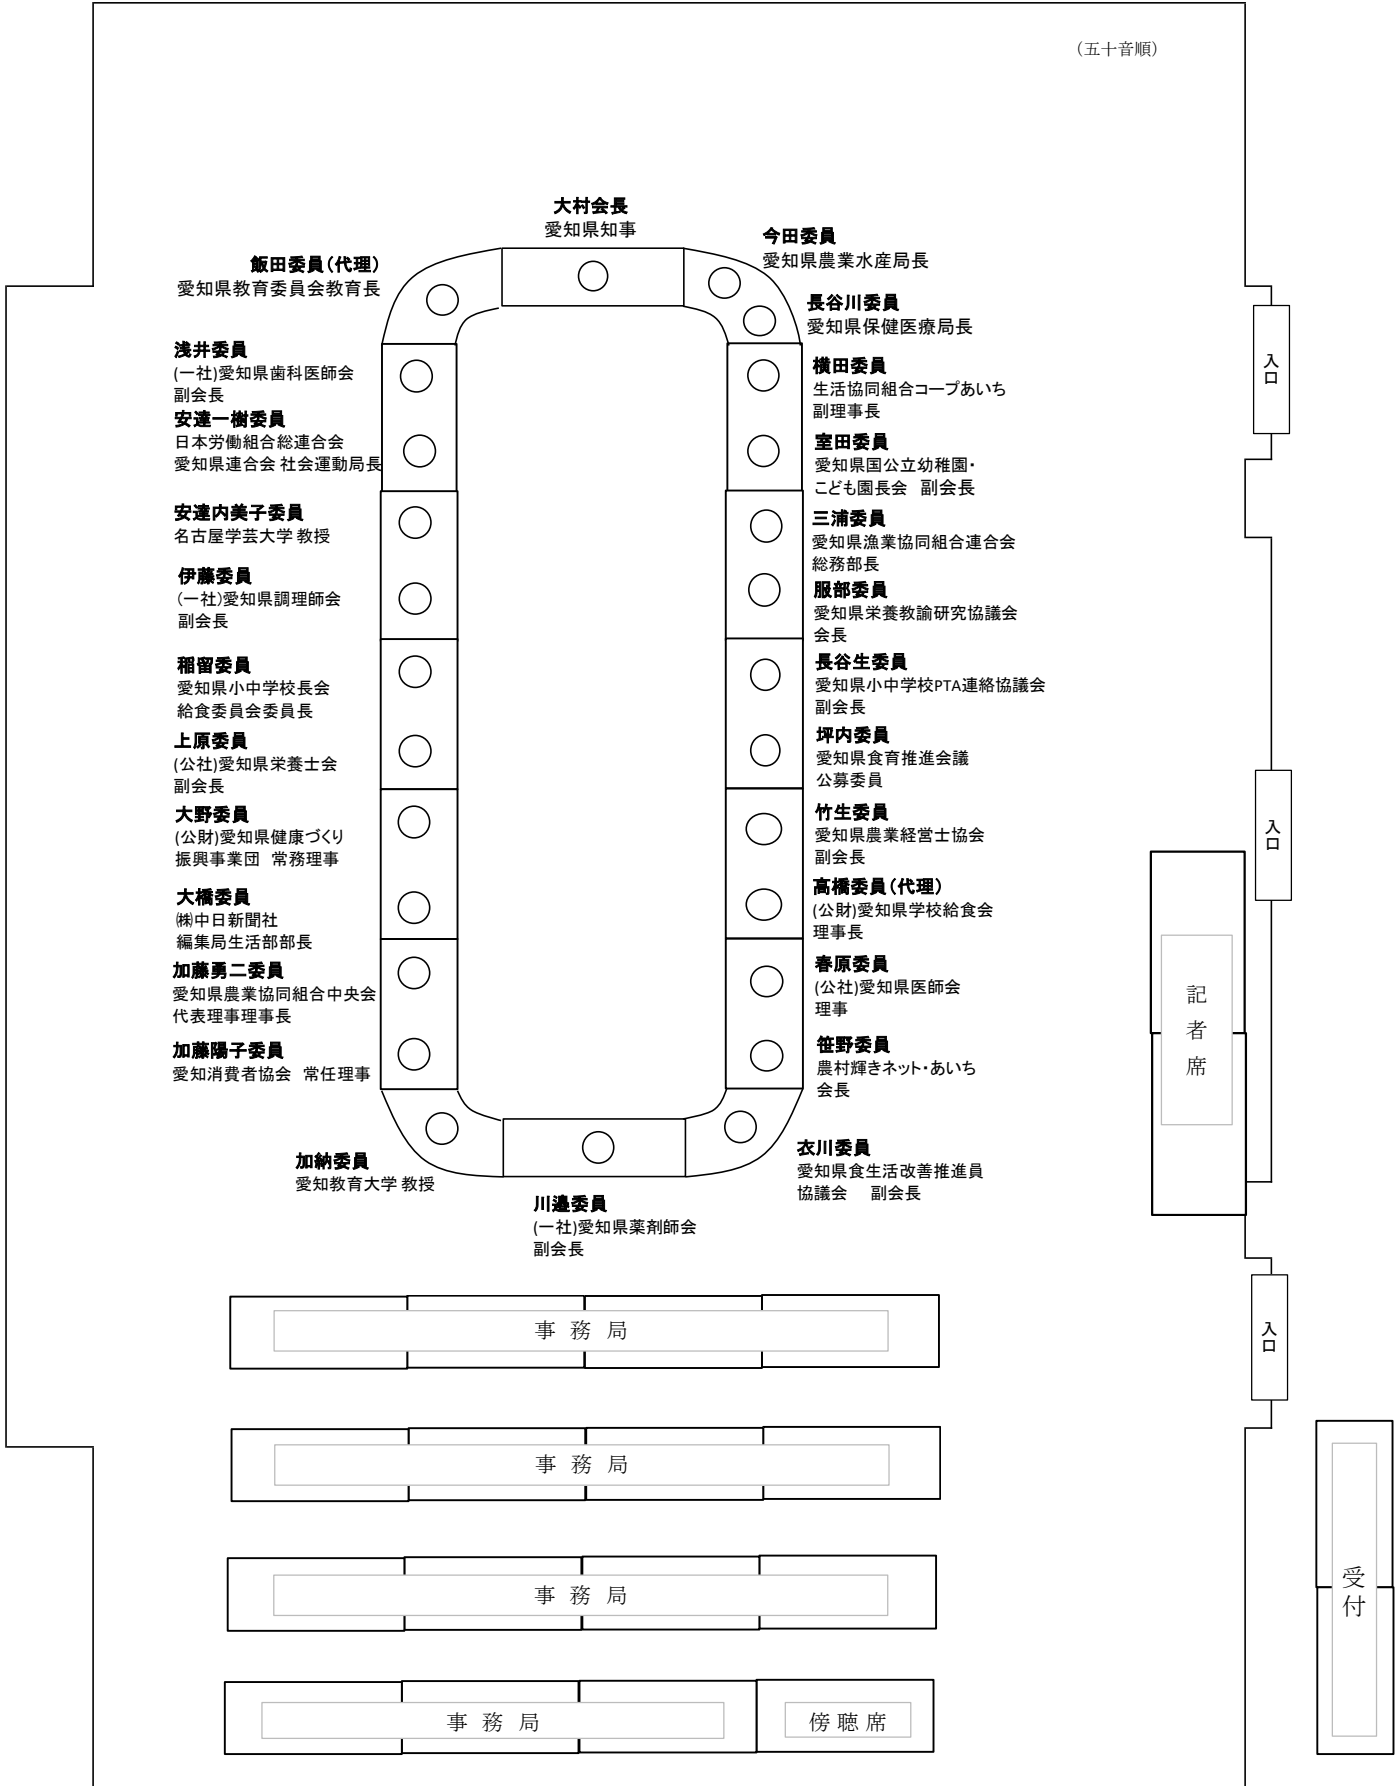 (五十音順)
大村会長
愛知県知事
飯田委員(代理)
愛知県教育委員会教育長
浅井委員
(一社)愛知県歯科医師会
副会長
安達一樹委員
日本労働組合総連合会
愛知県連合会 社会運動局長
安達内美子委員
名古屋学芸大学 教授
伊藤委員
(一社)愛知県調理師会
副会長
稲留委員
愛知県小中学校長会
給食委員会委員長
上原委員
(公社)愛知県栄養士会
副会長
大野委員
(公財)愛知県健康づくり
振興事業団 常務理事
大橋委員
㈱中日新聞社
編集局生活部部長
加藤勇二委員
愛知県農業協同組合中央会
代表理事理事長
加藤陽子委員
愛知消費者協会 常任理事
加納委員
愛知教育大学 教授
川邉委員
(一社)愛知県薬剤師会
副会長
今田委員
愛知県農業水産局長
長谷川委員
愛知県保健医療局長
横田委員
生活協同組合コープあいち
副理事長
室田委員
愛知県国公立幼稚園・
こども園長会 副会長
三浦委員
愛知県漁業協同組合連合会
総務部長
服部委員
愛知県栄養教諭研究協議会
会長
長谷生委員
愛知県小中学校PTA連絡協議会
副会長
坪内委員
愛知県食育推進会議
公募委員
竹生委員
愛知県農業経営士協会
副会長
高橋委員(代理)
(公財)愛知県学校給食会
理事長
春原委員
(公社)愛知県医師会
理事
笹野委員
農村輝きネット・あいち
会長
衣川委員
愛知県食生活改善推進員
協議会 副会長
入口
入口
記者席
入口
受付
事務局
事務局
事務局
事務局
傍聴席